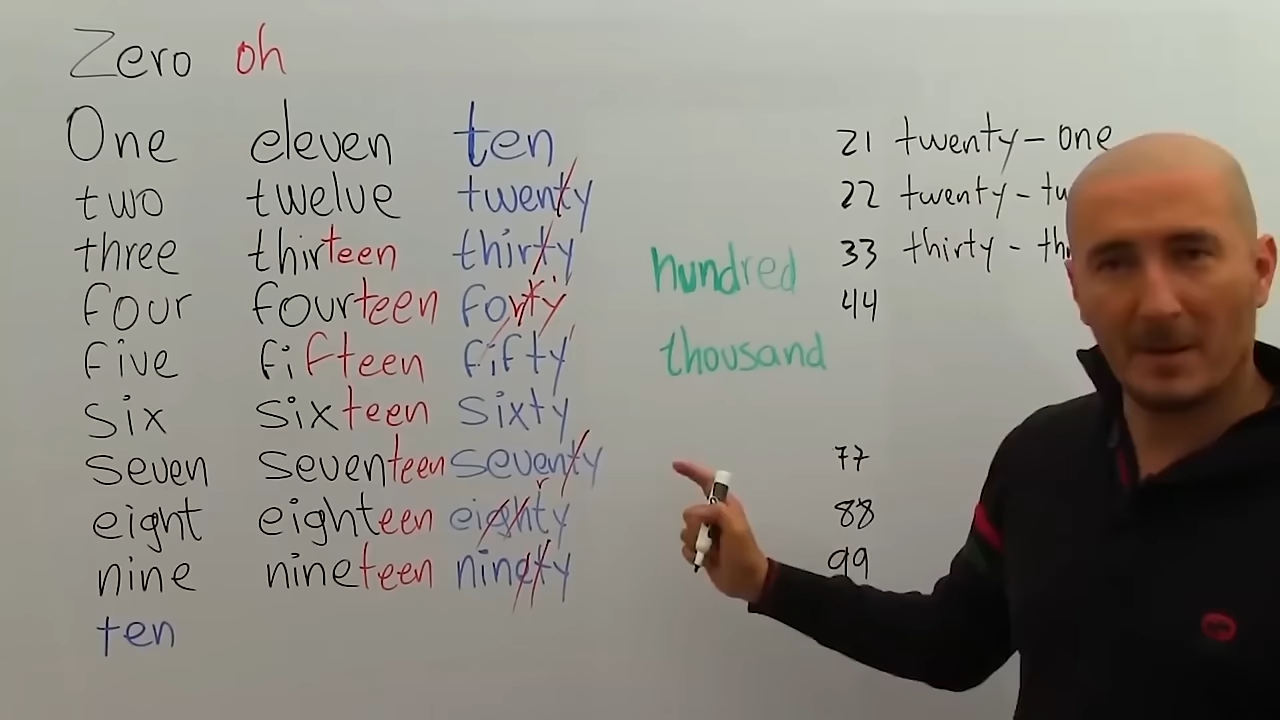 Zero oh
One eleven ten
two twelve twenty
three thirteen thirty
four fourteen forty
five fifteen fifty
six sixteen sixty
seven seventeen seventy
eight eighteen eighty
nine nineteen ninety
ten
hundred
thousand
21 twenty-one
22 twenty-tw
33 thirty - th
44
77
88
99